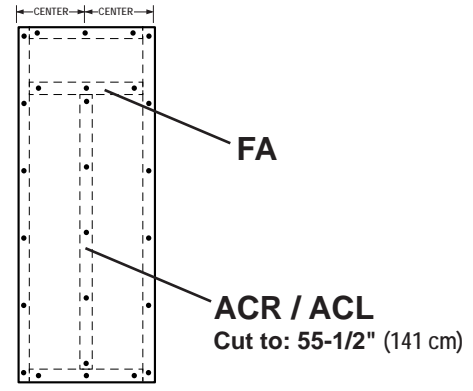 CENTER CENTER
FA
ACR / ACL
Cut to: 55-1/2" (141 cm)